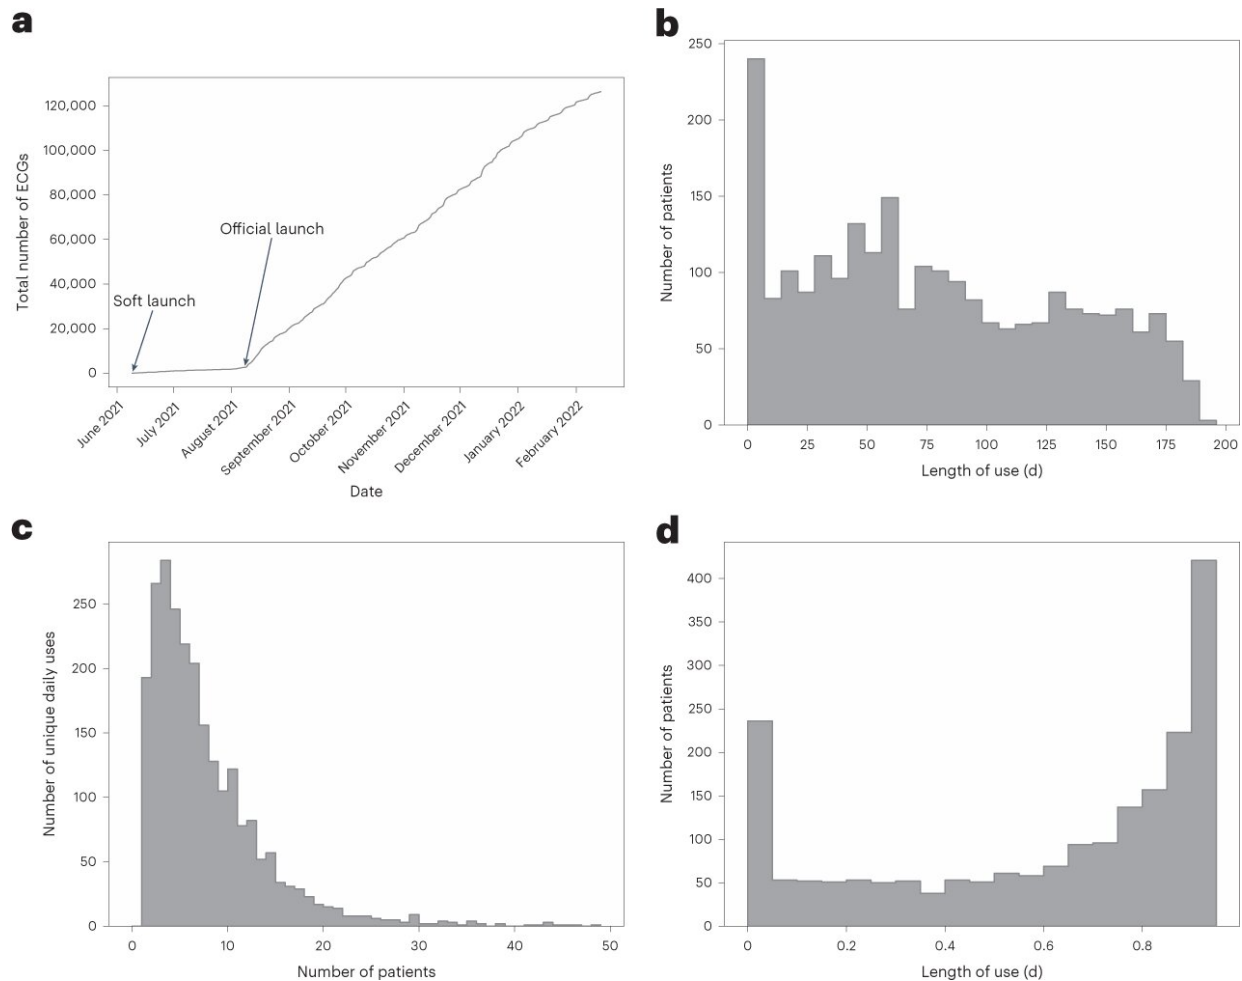 a
120,000
100,000
80,000
60,000
40,000
20,000
0
Total number of ECGs
Soft launch
Official launch
June 2021
July 2021
August 2021
September 2021
October 2021
November 2021
December 2021
January 2022
February 2022
Date
b
250
200
150
100
50
0
Number of patients
0 25 50 75 100 125 150 175 200
Length of use (d)
c
250
200
150
100
50
0
Number of unique daily uses
0 10 20 30 40 50
Number of patients
d
400
350
300
250
200
150
100
50
0
Number of patients
0 0.2 0.4 0.6 0.8
Length of use (d)